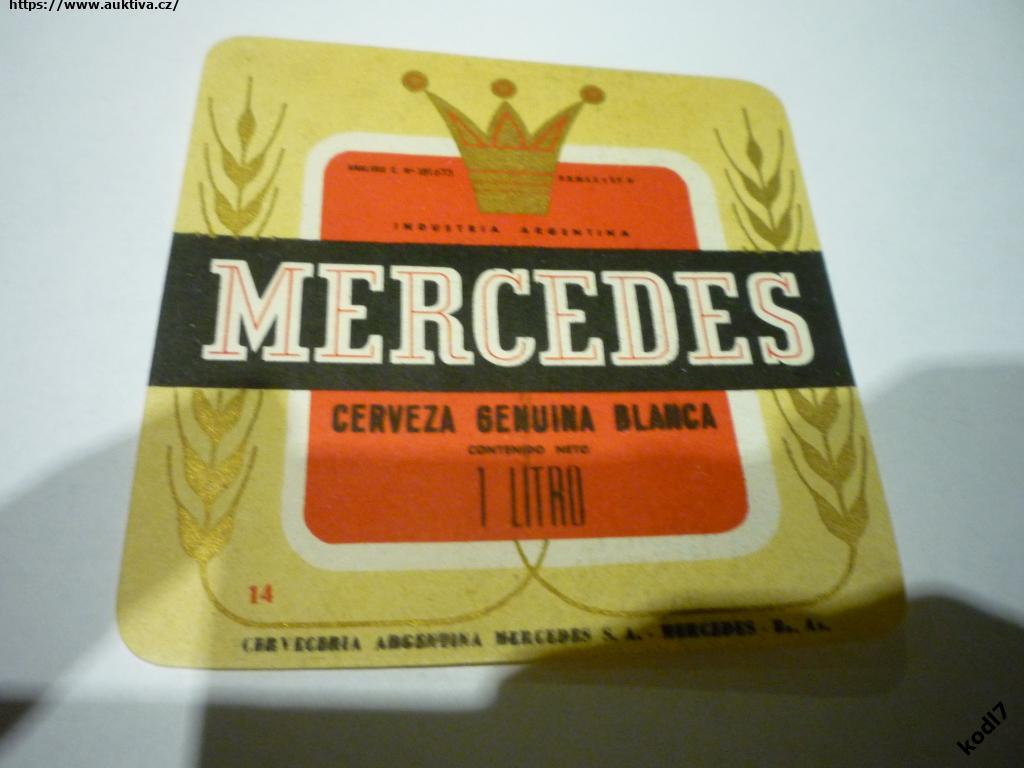 https://www.auktiva.cz/
INDUSTRIA ARGENTINA
MERCEDES
CERVEZA GENUINA BLANCA
CONTENIDO NETO
1 LITRO
14
CERVECERIA ARGENTINA MERCEDES S. A. - MERCEDES - Bs. As.
kodl7